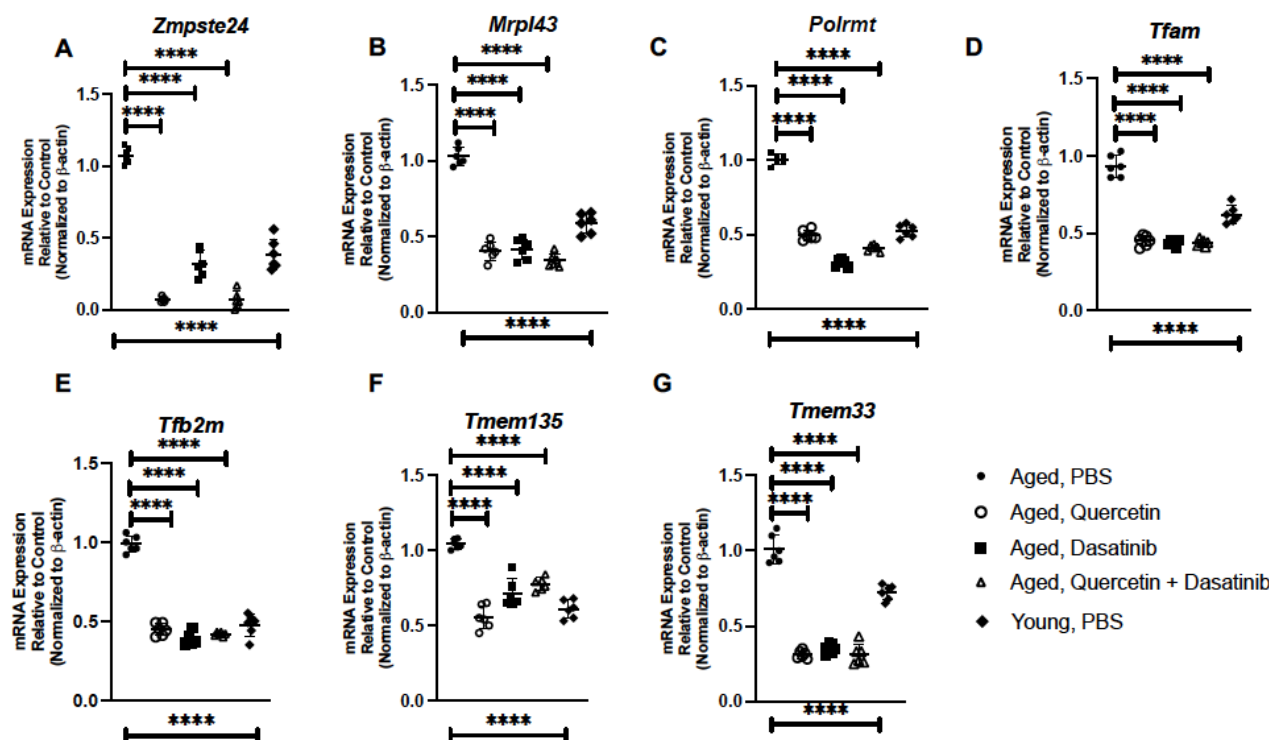 A
Zmpste24
****
****
****
mRNA Expression
Relative to Control
(Normalized to β-actin)
1.5
1.0
0.5
0.0
****
B
Mrpl43
****
****
****
mRNA Expression
Relative to Control
(Normalized to β-actin)
1.5
1.0
0.5
0.0
****
C
Polrmt
****
****
****
mRNA Expression
Relative to Control
(Normalized to β-actin)
1.5
1.0
0.5
0.0
****
D
Tfam
****
****
****
mRNA Expression
Relative to Control
(Normalized to β-actin)
1.5
1.0
0.5
0.0
****
E
Tfb2m
****
****
****
mRNA Expression
Relative to Control
(Normalized to β-actin)
1.5
1.0
0.5
0.0
****
F
Tmem135
****
****
****
mRNA Expression
Relative to Control
(Normalized to β-actin)
1.5
1.0
0.5
0.0
****
G
Tmem33
****
****
****
mRNA Expression
Relative to Control
(Normalized to β-actin)
1.5
1.0
0.5
0.0
****
Aged, PBS
Aged, Quercetin
Aged, Dasatinib
Aged, Quercetin + Dasatinib
Young, PBS